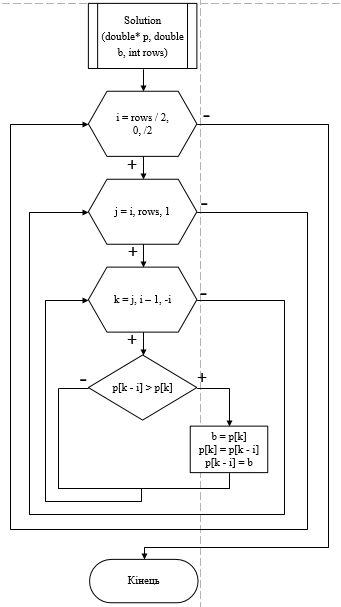 Solution
(double* p, double
b, int rows)
i = rows / 2,
0, /2
-
+
j = i, rows, 1
-
+
k = j, i – 1, -i
-
+
p[k - i] > p[k]
-
+
b = p[k]
p[k] = p[k - i]
p[k - i] = b
Кінець